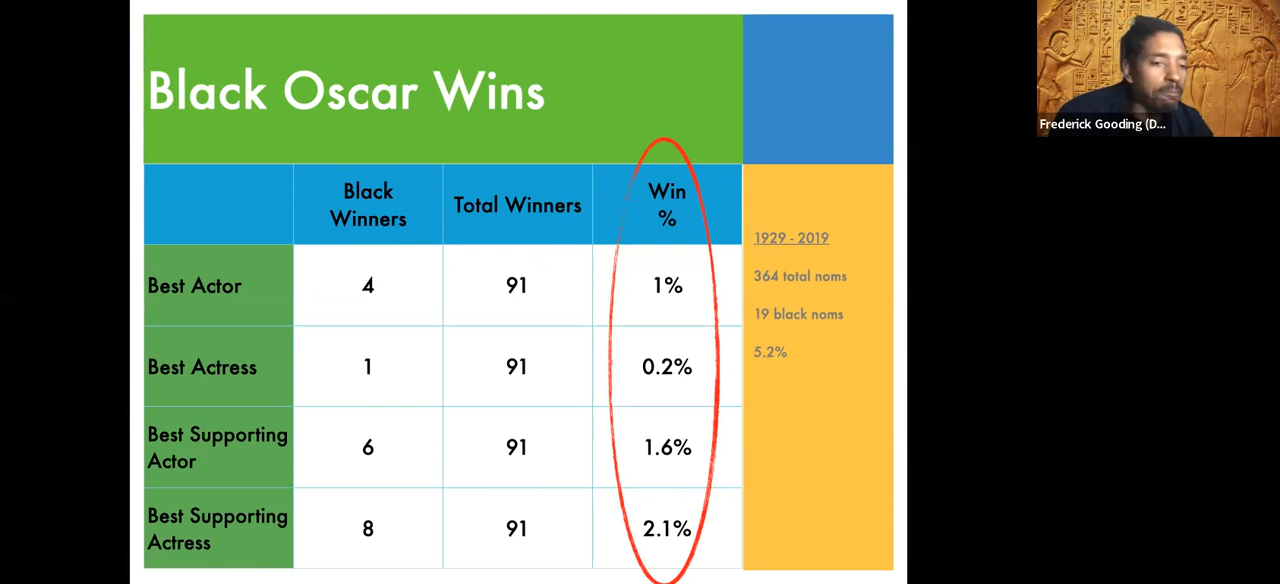 Black Oscar Wins
Black
Winners
Total Winners
Win
%
Best Actor
4
91
1%
Best Actress
1
91
0.2%
Best Supporting
Actor
6
91
1.6%
Best Supporting
Actress
8
91
2.1%
1929 - 2019
364 total noms
19 black noms
5.2%
Frederick Gooding (D...